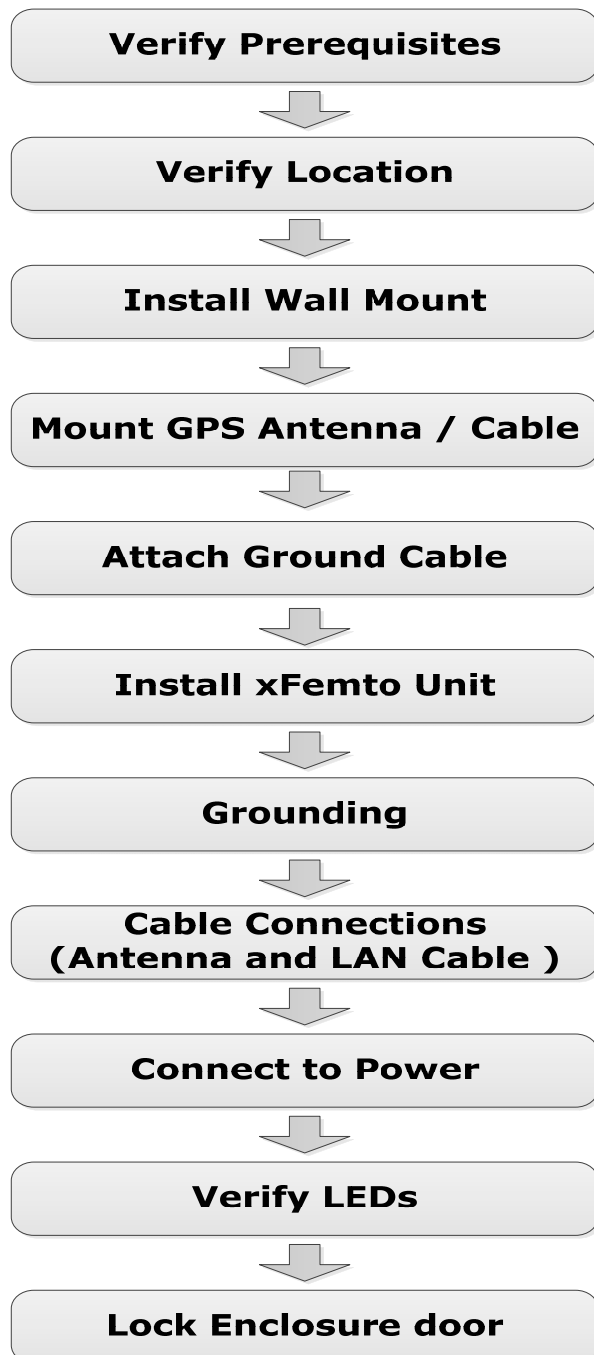 Verify Prerequisites
Verify Location
Install Wall Mount
Mount GPS Antenna / Cable
Attach Ground Cable
Install xFemto Unit
Grounding
Cable Connections
(Antenna and LAN Cable )
Connect to Power
Verify LEDs
Lock Enclosure door